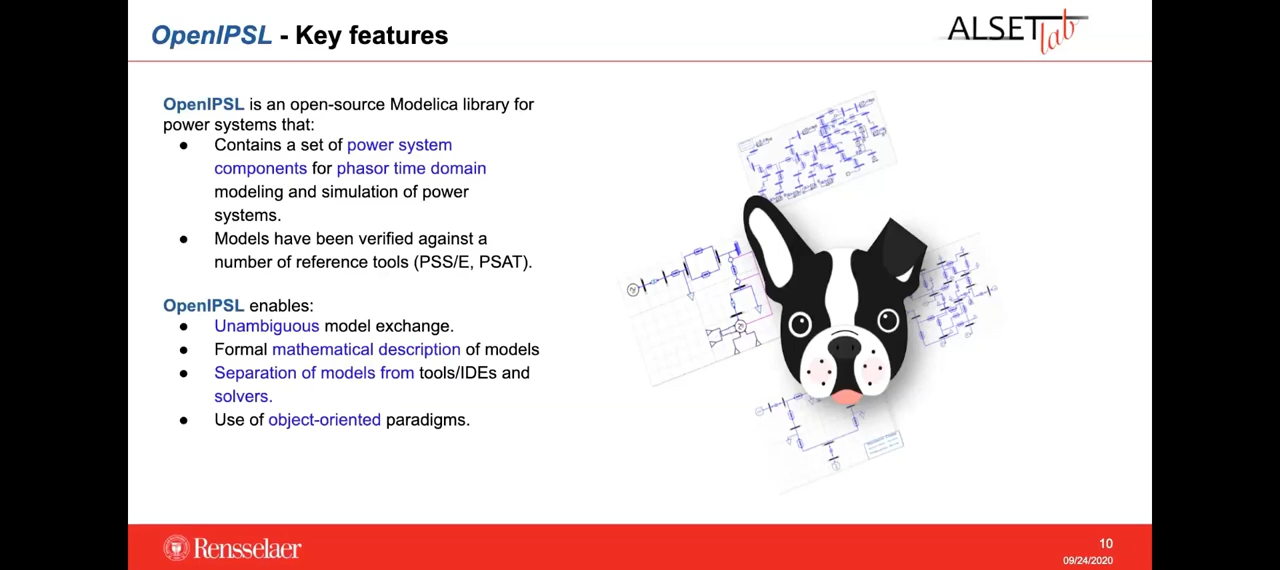 OpenIPSL - Key features
ALSET lab
OpenIPSL is an open-source Modelica library for
power systems that:
● Contains a set of power system
components for phasor time domain
modeling and simulation of power
systems.
● Models have been verified against a
number of reference tools (PSS/E, PSAT).
OpenIPSL enables:
● Unambiguous model exchange.
● Formal mathematical description of models
● Separation of models from tools/IDEs and
solvers.
● Use of object-oriented paradigms.
Rensselaer
10
09/24/2020